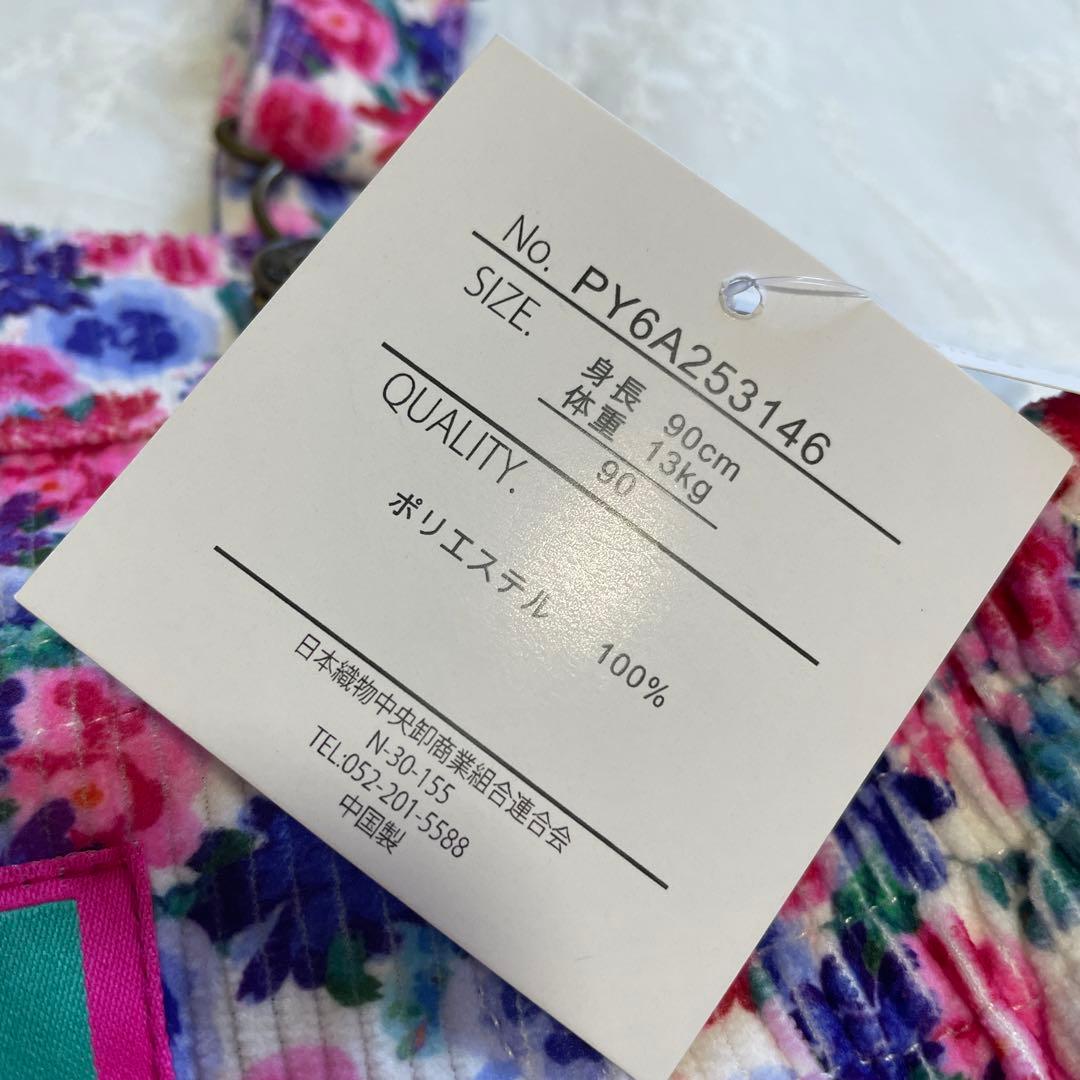 No. PY6A253146
SIZE.
身長 90cm
体重 13kg
90
QUALITY.
ポリエステル 100%
日本織物中央卸商業組合連合会
N-30-155
TEL:052-201-5588
中国製